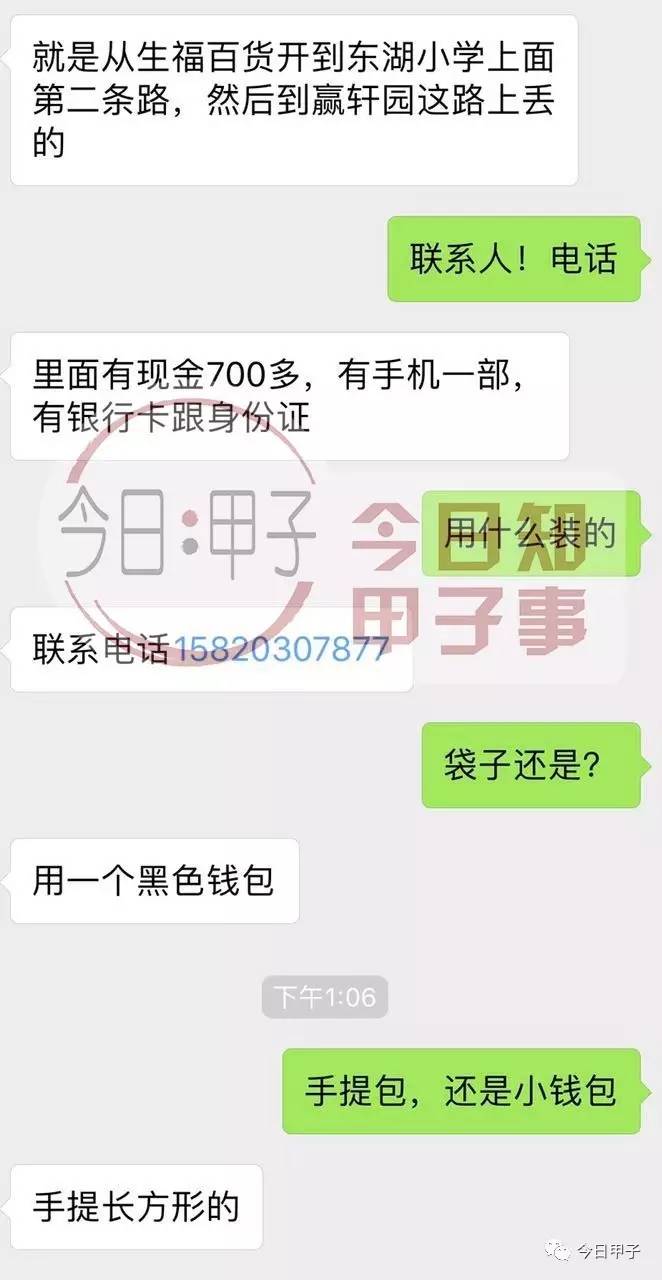 就是从生福百货开到东湖小学上面
第二条路，然后到赢轩园这路上丢
的
联系人！电话
里面有现金700多，有手机一部，
有银行卡跟身份证
用什么装的
今日:甲子
今日知
甲子事
联系电话15820307877
袋子还是？
用一个黑色钱包
下午1:06
手提包，还是小钱包
手提长方形的
今日甲子